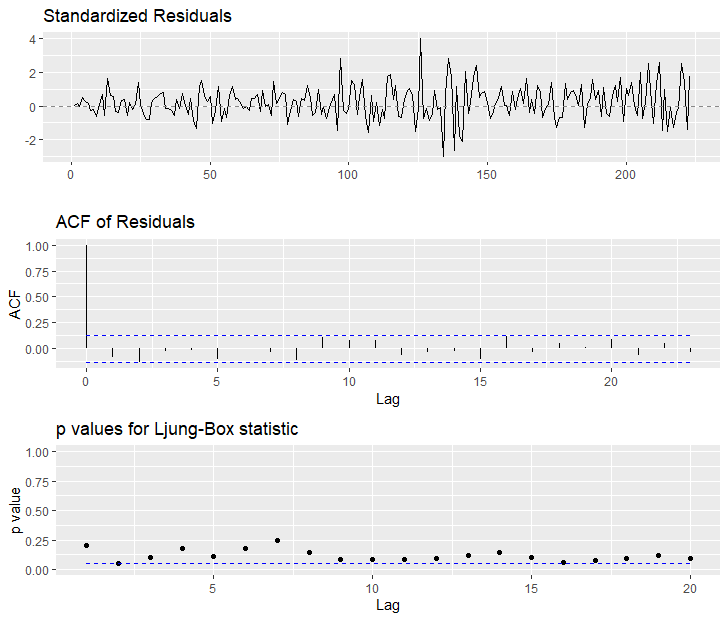 Standardized Residuals
4
2
0
-2
0 50 100 150 200
ACF of Residuals
1.00
0.75
0.50
0.25
0.00
ACF
0 5 10 15 20
Lag
p values for Ljung-Box statistic
1.00
0.75
0.50
0.25
0.00
p value
5 10 15 20
Lag